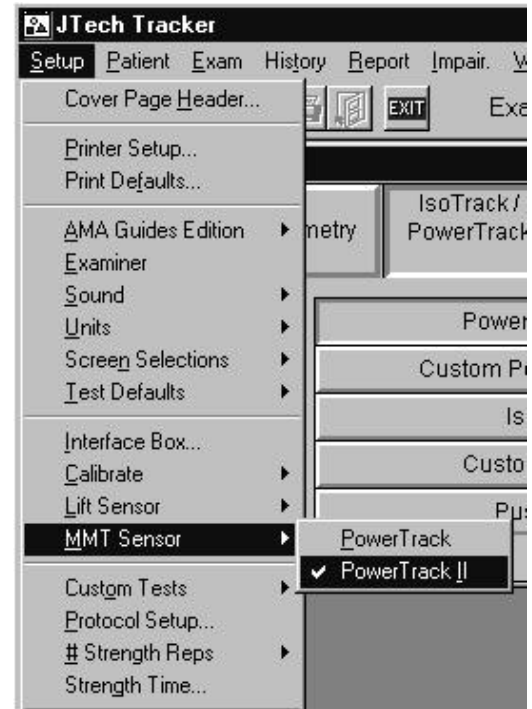 JTech Tracker
Setup Patient Exam History Report Impair.
Cover Page Header...
EXIT
Printer Setup...
Print Defaults...
IsoTrack /
AMA Guides Edition
PowerTrack
Examiner
Sound
Units
Screen Selections
Custom
Test Defaults
Interface Box...
Calibrate
Lift Sensor
MMT Sensor
PowerTrack
PowerTrack II
Custom Tests
Protocol Setup...
# Strength Reps
Strength Time...